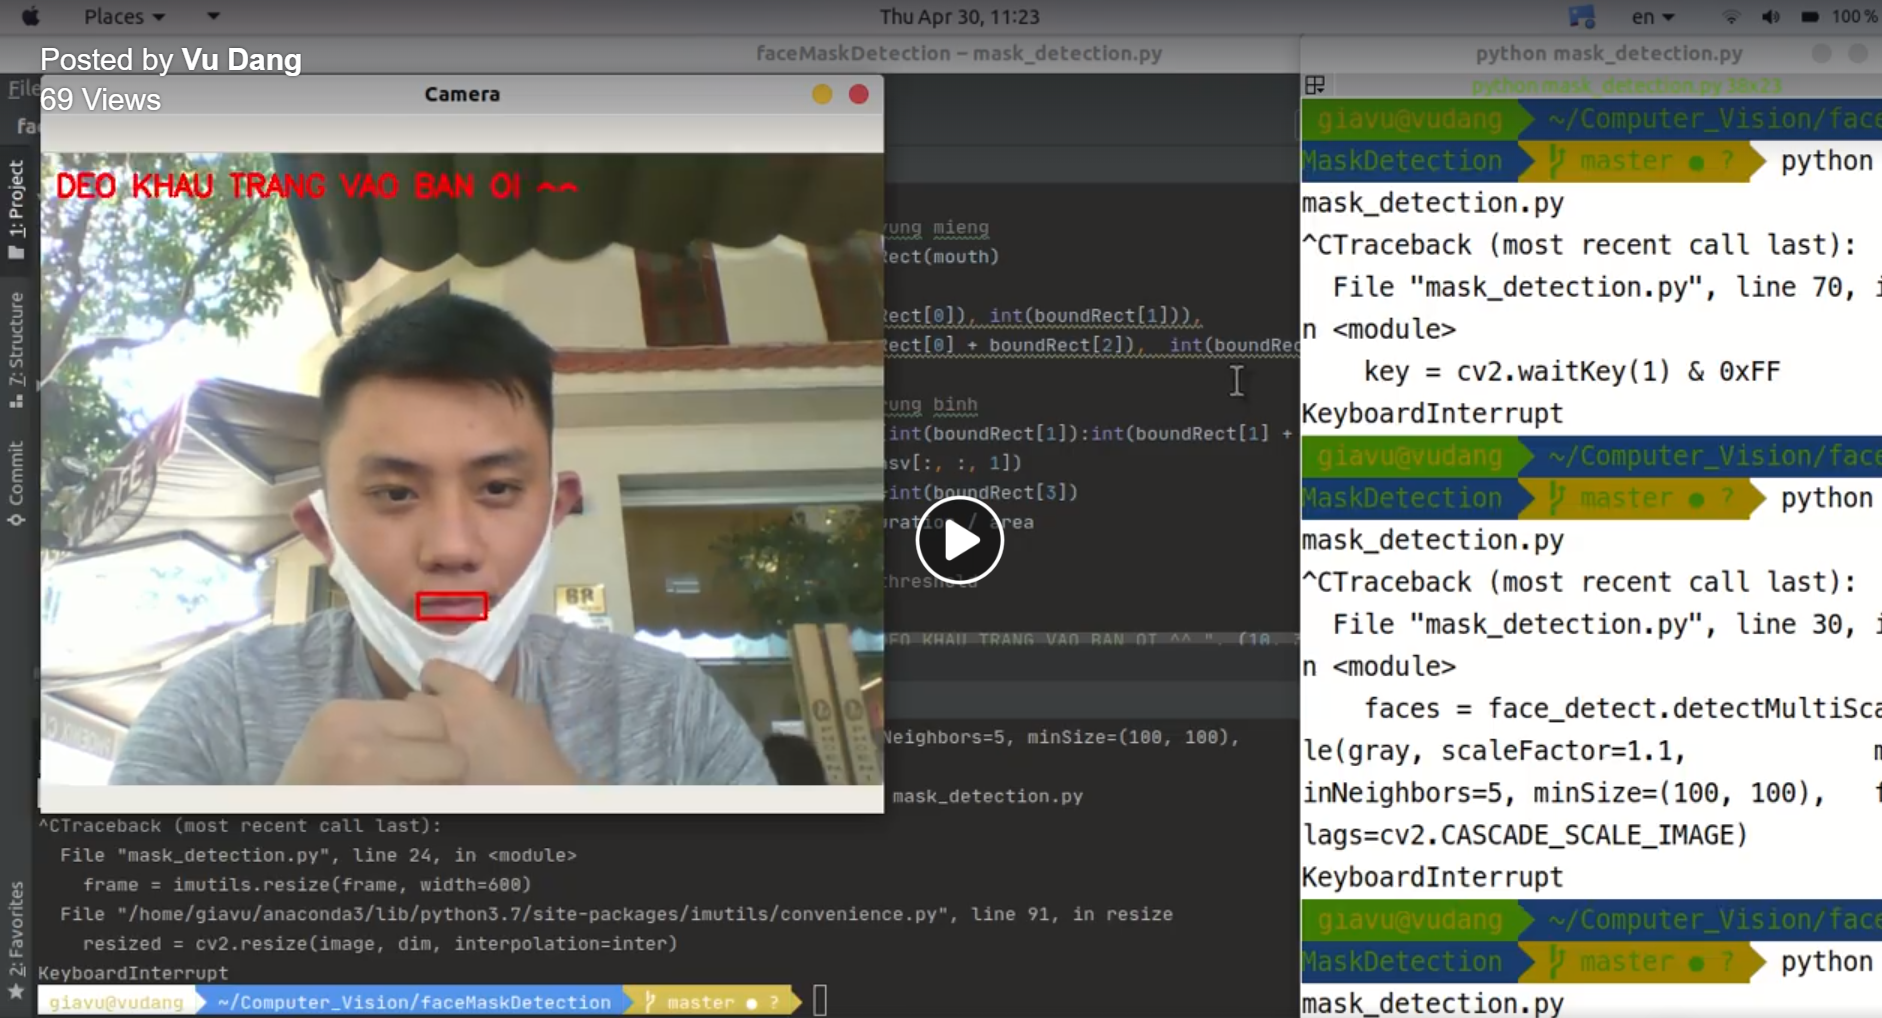 Places
Thu Apr 30, 11:23
en
100 %
Posted by Vu Dang
69 Views
faceMaskDetection – mask_detection.py
File
Camera
DEO KHAU TRANG VAO BAN OI ~~
CAFE
1: Project
7: Structure
Commit
2: Favorites
vung mieng
Rect(mouth)
Rect[0]), int(boundRect[1])),
Rect[0] + boundRect[2]), int(boundRec
rung binh
int(boundRect[1]):int(boundRect[1] +
sv[:, :, 1])
int(boundRect[3])
/ area
threshold
DEO KHAU TRANG VAO BAN OI ^^ ", (10,
Neighbors=5, minSize=(100, 100),
mask_detection.py
^CTraceback (most recent call last):
File "mask_detection.py", line 24, in <module>
frame = imutils.resize(frame, width=600)
File "/home/giavu/anaconda3/lib/python3.7/site-packages/imutils/convenience.py", line 91, in resize
resized = cv2.resize(image, dim, interpolation=inter)
KeyboardInterrupt
giavu@vudang ~/Computer_Vision/faceMaskDetection master ● ?
python mask_detection.py
python mask_detection.py 38x23
giavu@vudang ~/Computer_Vision/face
MaskDetection master ● ? python
mask_detection.py
^CTraceback (most recent call last):
File "mask_detection.py", line 70, i
n <module>
key = cv2.waitKey(1) & 0xFF
KeyboardInterrupt
giavu@vudang ~/Computer_Vision/face
MaskDetection master ● ? python
mask_detection.py
^CTraceback (most recent call last):
File "mask_detection.py", line 30, i
n <module>
faces = face_detect.detectMultiSca
le(gray, scaleFactor=1.1, m
inNeighbors=5, minSize=(100, 100), f
lags=cv2.CASCADE_SCALE_IMAGE)
KeyboardInterrupt
giavu@vudang ~/Computer_Vision/face
MaskDetection master ● ? python
mask_detection.py